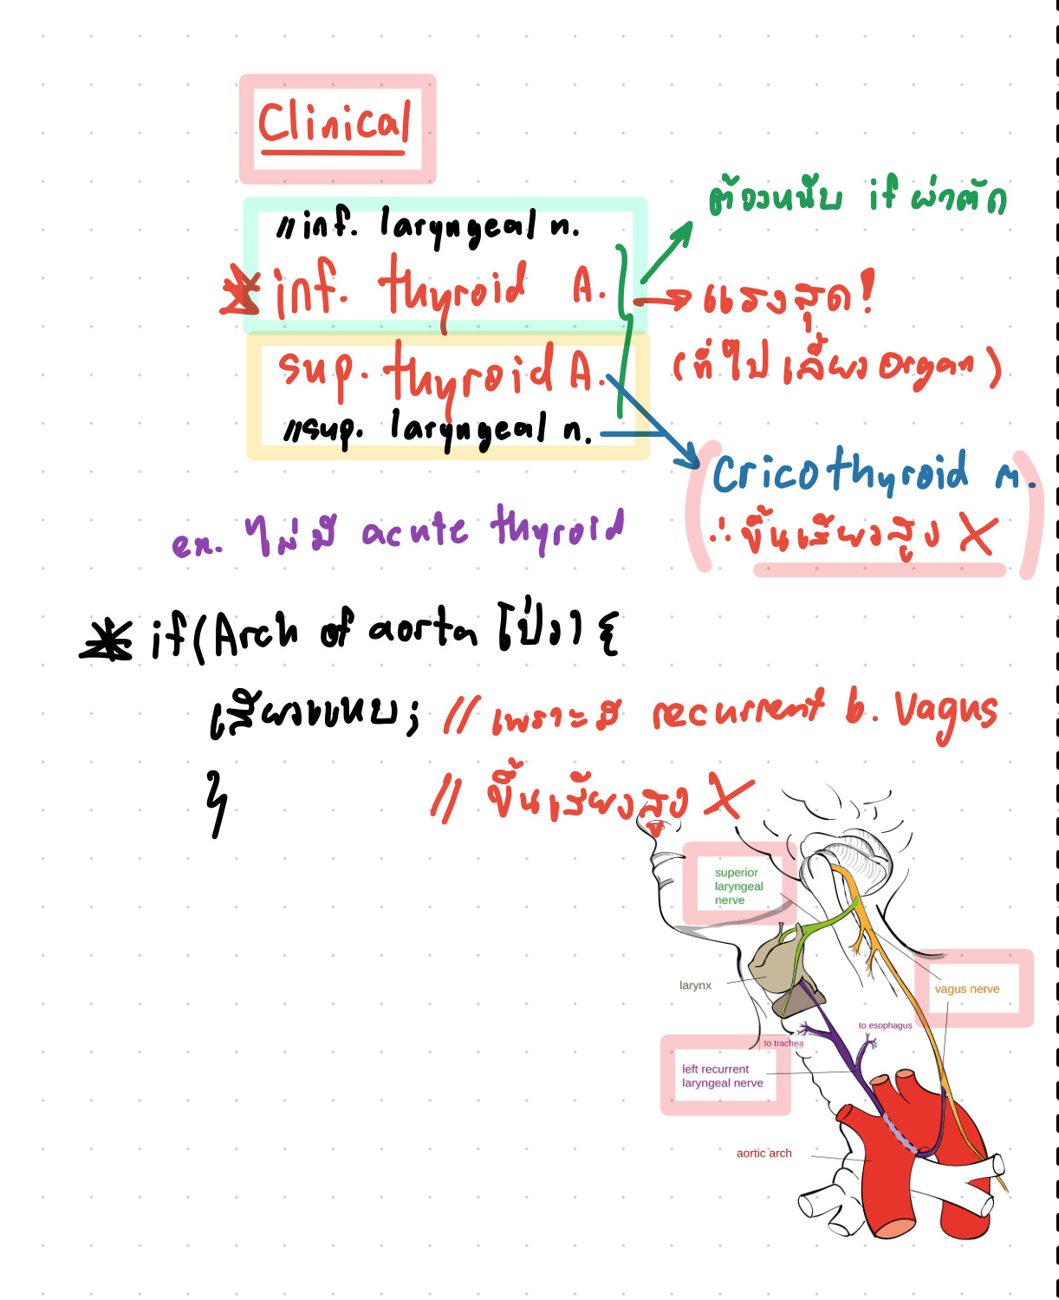 Clinical
//inf. laryngeal n.
* inf. thyroid A.
sup. thyroid A.
//sup. laryngeal n.
ต้องหนีบ if ผ่าตัด
แรงสุด!
(ที่ไปเลี้ยง organ)
(cricothyroid m.
∴ ขึ้นเสียงสูง X)
ex. ไม่มี acute thyroid
* if (Arch of aorta โป่ง) {
เสียงแหบ; // เพราะมี recurrent b. Vagus
} // ขึ้นเสียงสูง X
superior
laryngeal
nerve
larynx
vagus nerve
to esophagus
to trachea
left recurrent
laryngeal nerve
aortic arch